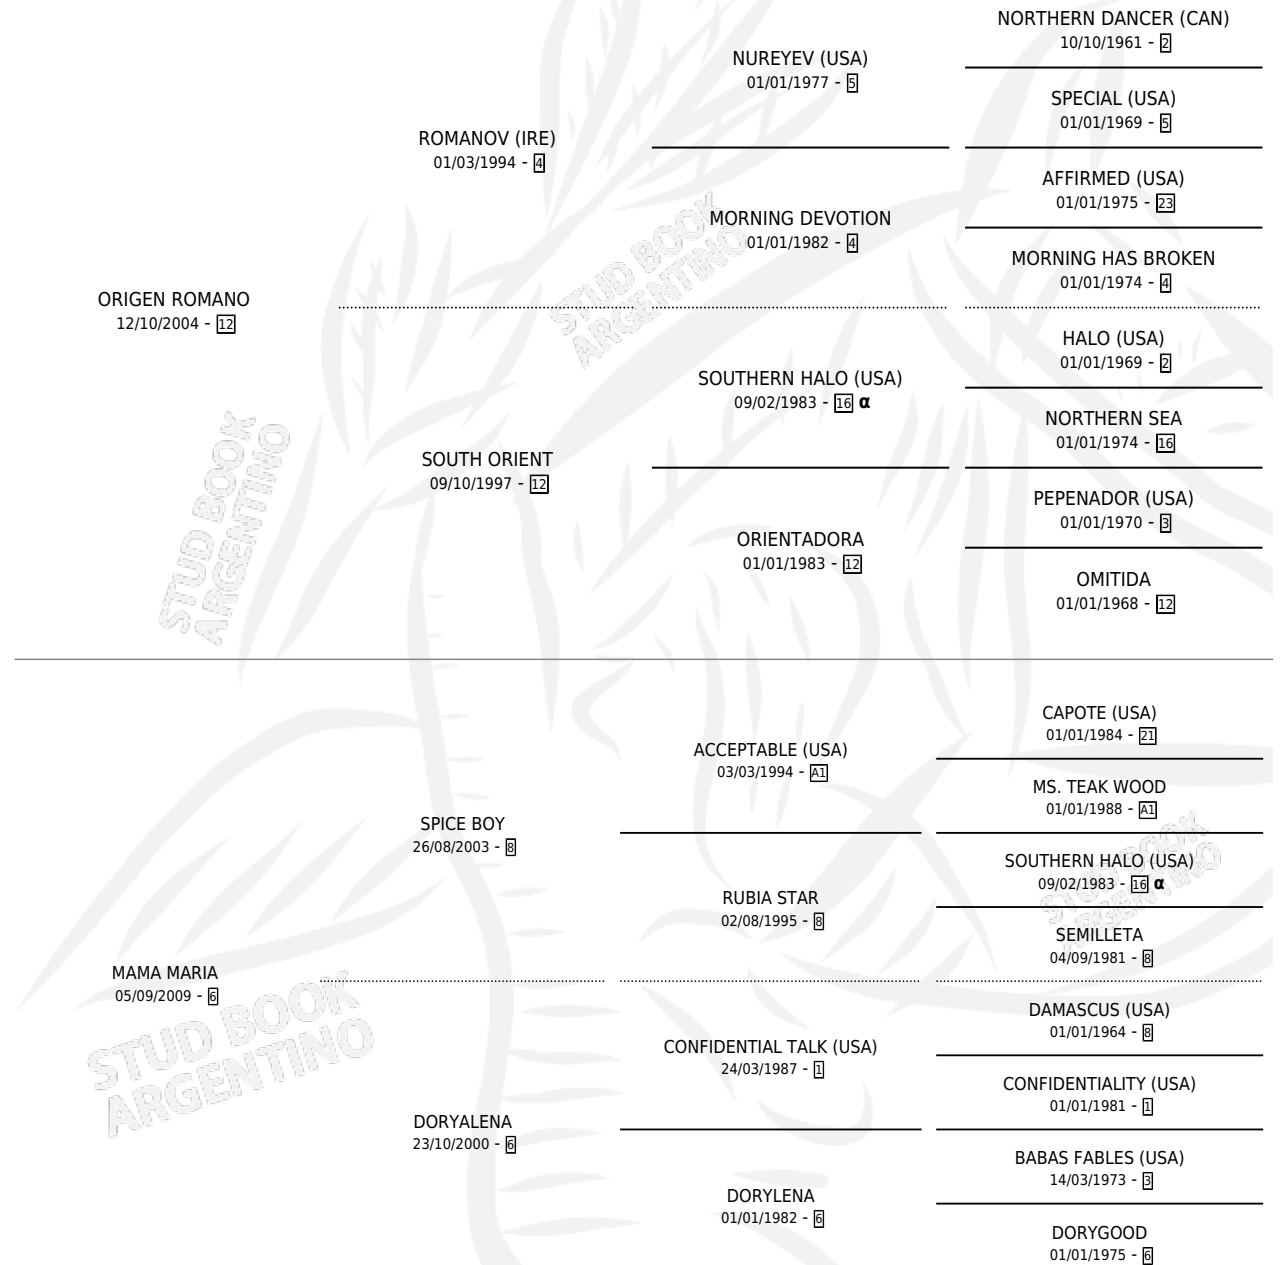 NORTHERN DANCER (CAN)
10/10/1961 - 2
NUREYEV (USA)
01/01/1977 - 5
SPECIAL (USA)
01/01/1969 - 5
ROMANOV (IRE)
01/03/1994 - 4
AFFIRMED (USA)
01/01/1975 - 23
MORNING DEVOTION
01/01/1982 - 4
MORNING HAS BROKEN
01/01/1974 - 4
ORIGEN ROMANO
12/10/2004 - 12
HALO (USA)
01/01/1969 - 2
SOUTHERN HALO (USA)
09/02/1983 - 16 α
NORTHERN SEA
01/01/1974 - 16
SOUTH ORIENT
09/10/1997 - 12
PEPENADOR (USA)
01/01/1970 - 3
ORIENTADORA
01/01/1983 - 12
OMITIDA
01/01/1968 - 12
CAPOTE (USA)
01/01/1984 - 21
ACCEPTABLE (USA)
03/03/1994 - A1
MS. TEAK WOOD
01/01/1988 - A1
SPICE BOY
26/08/2003 - 8
SOUTHERN HALO (USA)
09/02/1983 - 16 α
RUBIA STAR
02/08/1995 - 8
SEMILLETA
04/09/1981 - 8
MAMA MARIA
05/09/2009 - 6
DAMASCUS (USA)
01/01/1964 - 8
CONFIDENTIAL TALK (USA)
24/03/1987 - 1
CONFIDENTIALITY (USA)
01/01/1981 - 1
DORYALENA
23/10/2000 - 6
BABAS FABLES (USA)
14/03/1973 - 3
DORYLENA
01/01/1982 - 6
DORYGOOD
01/01/1975 - 6
STUD BOOK
ARGENTINO
STUD BOOK
ARGENTINO
STUD BOOK
ARGENTINO
STUD BOOK
ARGENTINO